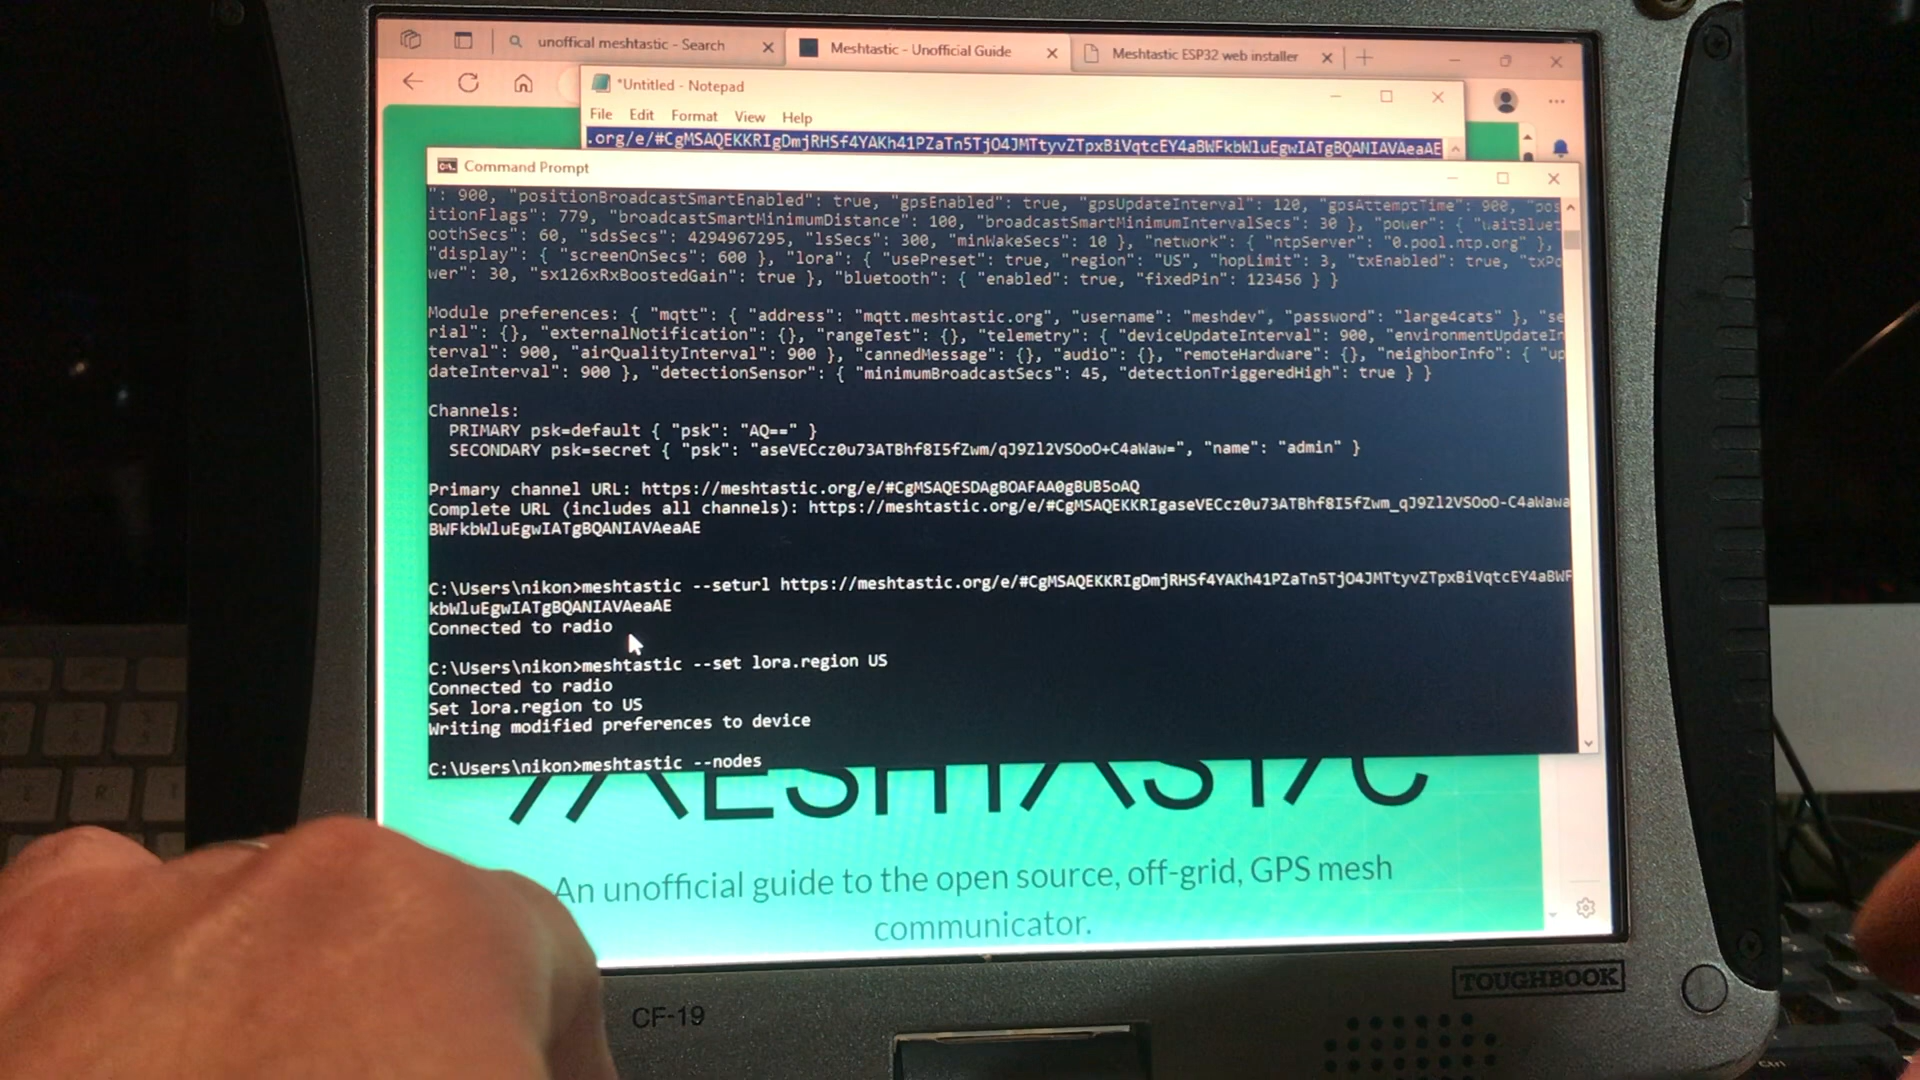 unoffical meshtastic - Search
Meshtastic - Unofficial Guide
Meshtastic ESP32 web installer
*Untitled - Notepad
File Edit Format View Help
.org/e/#CgMSAQEKKRIgDmjRHSf4YAKh41PZaTn5TjO4JMTtyvZTpxBiVqtcEY4aBWFkbWluEgwIATgBQANIAVAeaAE
Command Prompt
": 900, "positionBroadcastSmartEnabled": true, "gpsEnabled": true, "gpsUpdateInterval": 120, "gpsAttemptTime": 900, "pos
itionFlags": 779, "broadcastSmartMinimumDistance": 100, "broadcastSmartMinimumIntervalSecs": 30 }, "power": { "waitBluet
oothSecs": 60, "sdsSecs": 4294967295, "lsSecs": 300, "minWakeSecs": 10 }, "network": { "ntpServer": "0.pool.ntp.org" },
"display": { "screenOnSecs": 600 }, "lora": { "usePreset": true, "region": "US", "hopLimit": 3, "txEnabled": true, "txPo
wer": 30, "sx126xRxBoostedGain": true }, "bluetooth": { "enabled": true, "fixedPin": 123456 } }
Module preferences: { "mqtt": { "address": "mqtt.meshtastic.org", "username": "meshdev", "password": "large4cats" }, "se
rial": {}, "externalNotification": {}, "rangeTest": {}, "telemetry": { "deviceUpdateInterval": 900, "environmentUpdateIn
terval": 900, "airQualityInterval": 900 }, "cannedMessage": {}, "audio": {}, "remoteHardware": {}, "neighborInfo": { "up
dateInterval": 900 }, "detectionSensor": { "minimumBroadcastSecs": 45, "detectionTriggeredHigh": true } }
Channels:
PRIMARY psk=default { "psk": "AQ==" }
SECONDARY psk=secret { "psk": "aseVECcz0u73ATBhf8I5fZwm/qJ9Zl2VSOoO+C4aWaw=", "name": "admin" }
Primary channel URL: https://meshtastic.org/e/#CgMSAQESDAgBOAFAA0gBUB5oAQ
Complete URL (includes all channels): https://meshtastic.org/e/#CgMSAQEKKRIgaseVECcz0u73ATBhf8I5fZwm_qJ9Zl2VSOoO-C4aWawa
BWFkbWluEgwIATgBQANIAVAeaAE
C:\Users\nikon>meshtastic --seturl https://meshtastic.org/e/#CgMSAQEKKRIgDmjRHSf4YAKh41PZaTn5TjO4JMTtyvZTpxBiVqtcEY4aBWF
kbWluEgwIATgBQANIAVAeaAE
Connected to radio
C:\Users\nikon>meshtastic --set lora.region US
Connected to radio
Set lora.region to US
Writing modified preferences to device
C:\Users\nikon>meshtastic --nodes
MESHTASTIC
An unofficial guide to the open source, off-grid, GPS mesh
communicator.
TOUGHBOOK
CF-19
Ctrl